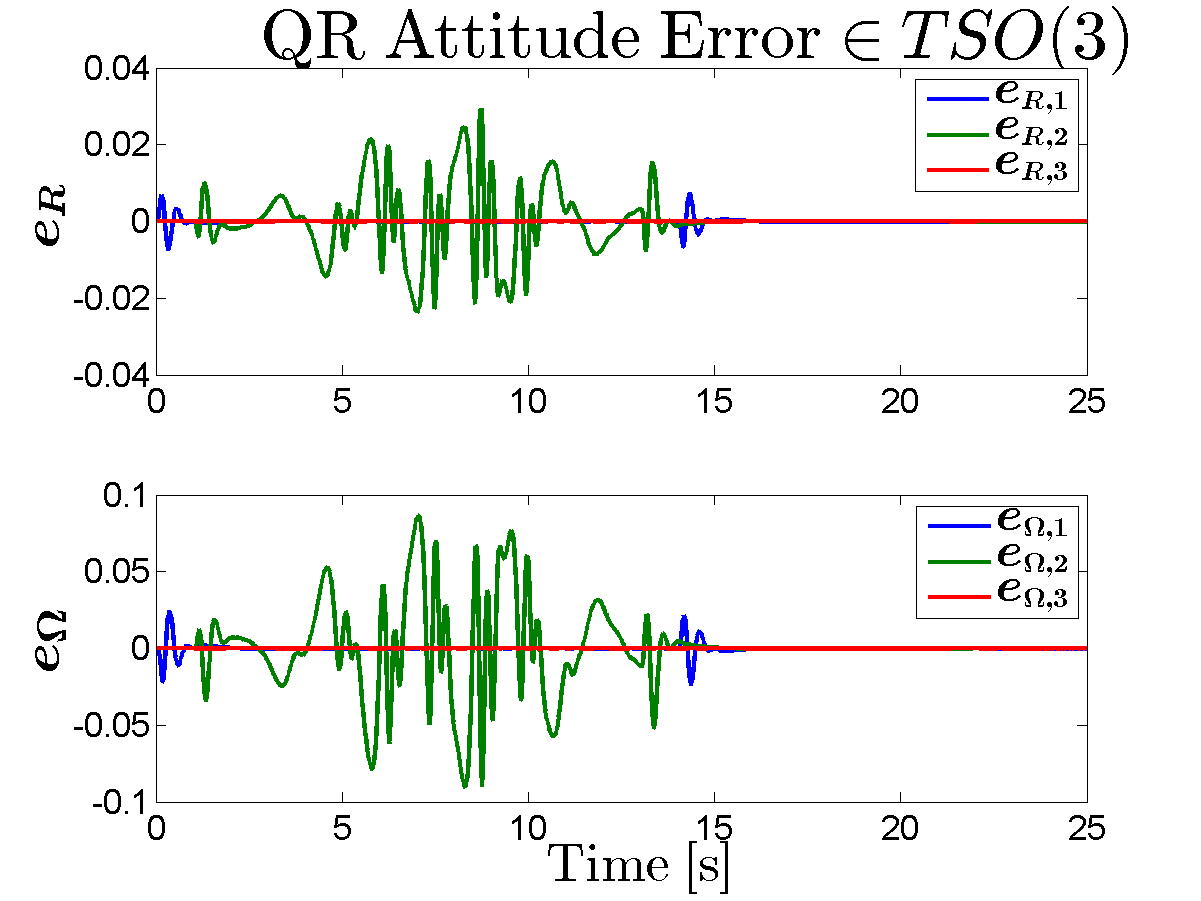 QR Attitude Error ∈ TSO(3)
0.04
0.02
0
-0.02
-0.04
e_R
e_{R,1}
e_{R,2}
e_{R,3}
0 5 10 15 20 25
0.1
0.05
0
-0.05
-0.1
e_Ω
e_{Ω,1}
e_{Ω,2}
e_{Ω,3}
0 5 10 15 20 25
Time [s]